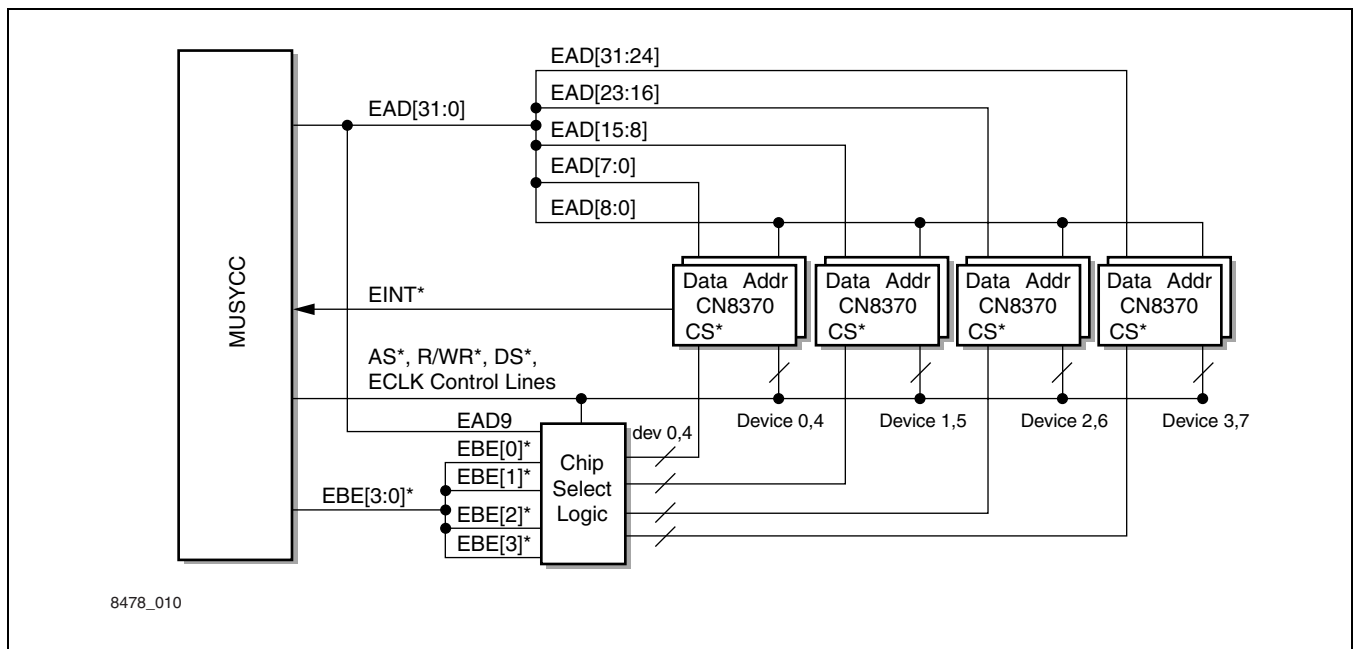 EAD[31:24]
EAD[23:16]
EAD[31:0]
EAD[15:8]
EAD[7:0]
EAD[8:0]
MUSYCC
Data Addr
CN8370
CS*
Data Addr
CN8370
CS*
Data Addr
CN8370
CS*
Data Addr
CN8370
CS*
EINT*
AS*, R/WR*, DS*,
ECLK Control Lines
Device 0,4
Device 1,5
Device 2,6
Device 3,7
EAD9
dev 0,4
EBE[0]*
EBE[1]*
EBE[3:0]*
EBE[2]*
EBE[3]*
Chip
Select
Logic
8478_010